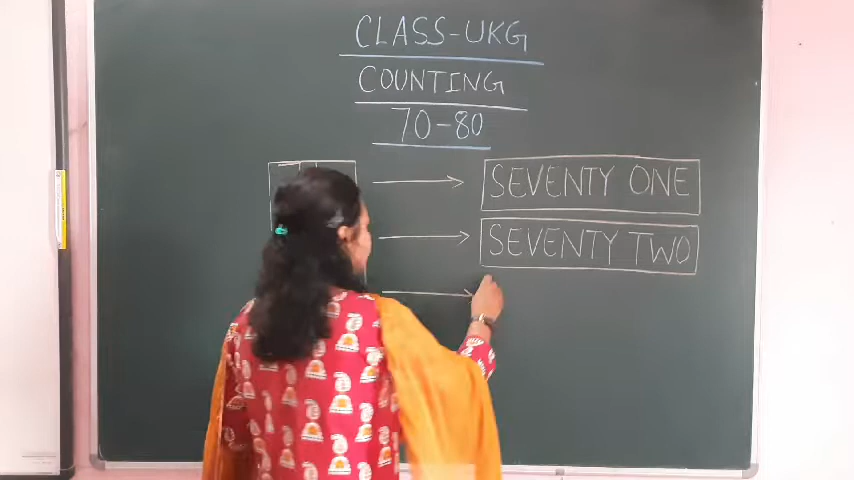 CLASS-UKG
COUNTING
70-80
SEVENTY ONE
SEVENTY TWO